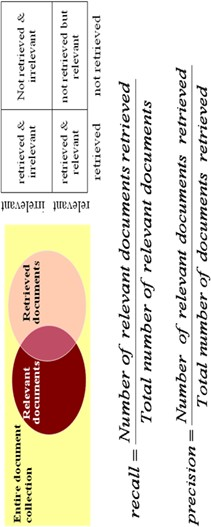 Entire document
collection
Relevant
documents
Retrieved
documents
irrelevant
relevant
retrieved &
irrelevant
Not retrieved &
irrelevant
retrieved &
relevant
not retrieved but
relevant
retrieved
not retrieved
recall = Number of relevant documents retrieved
Total number of relevant documents
precision = Number of relevant documents retrieved
Total number of documents retrieved